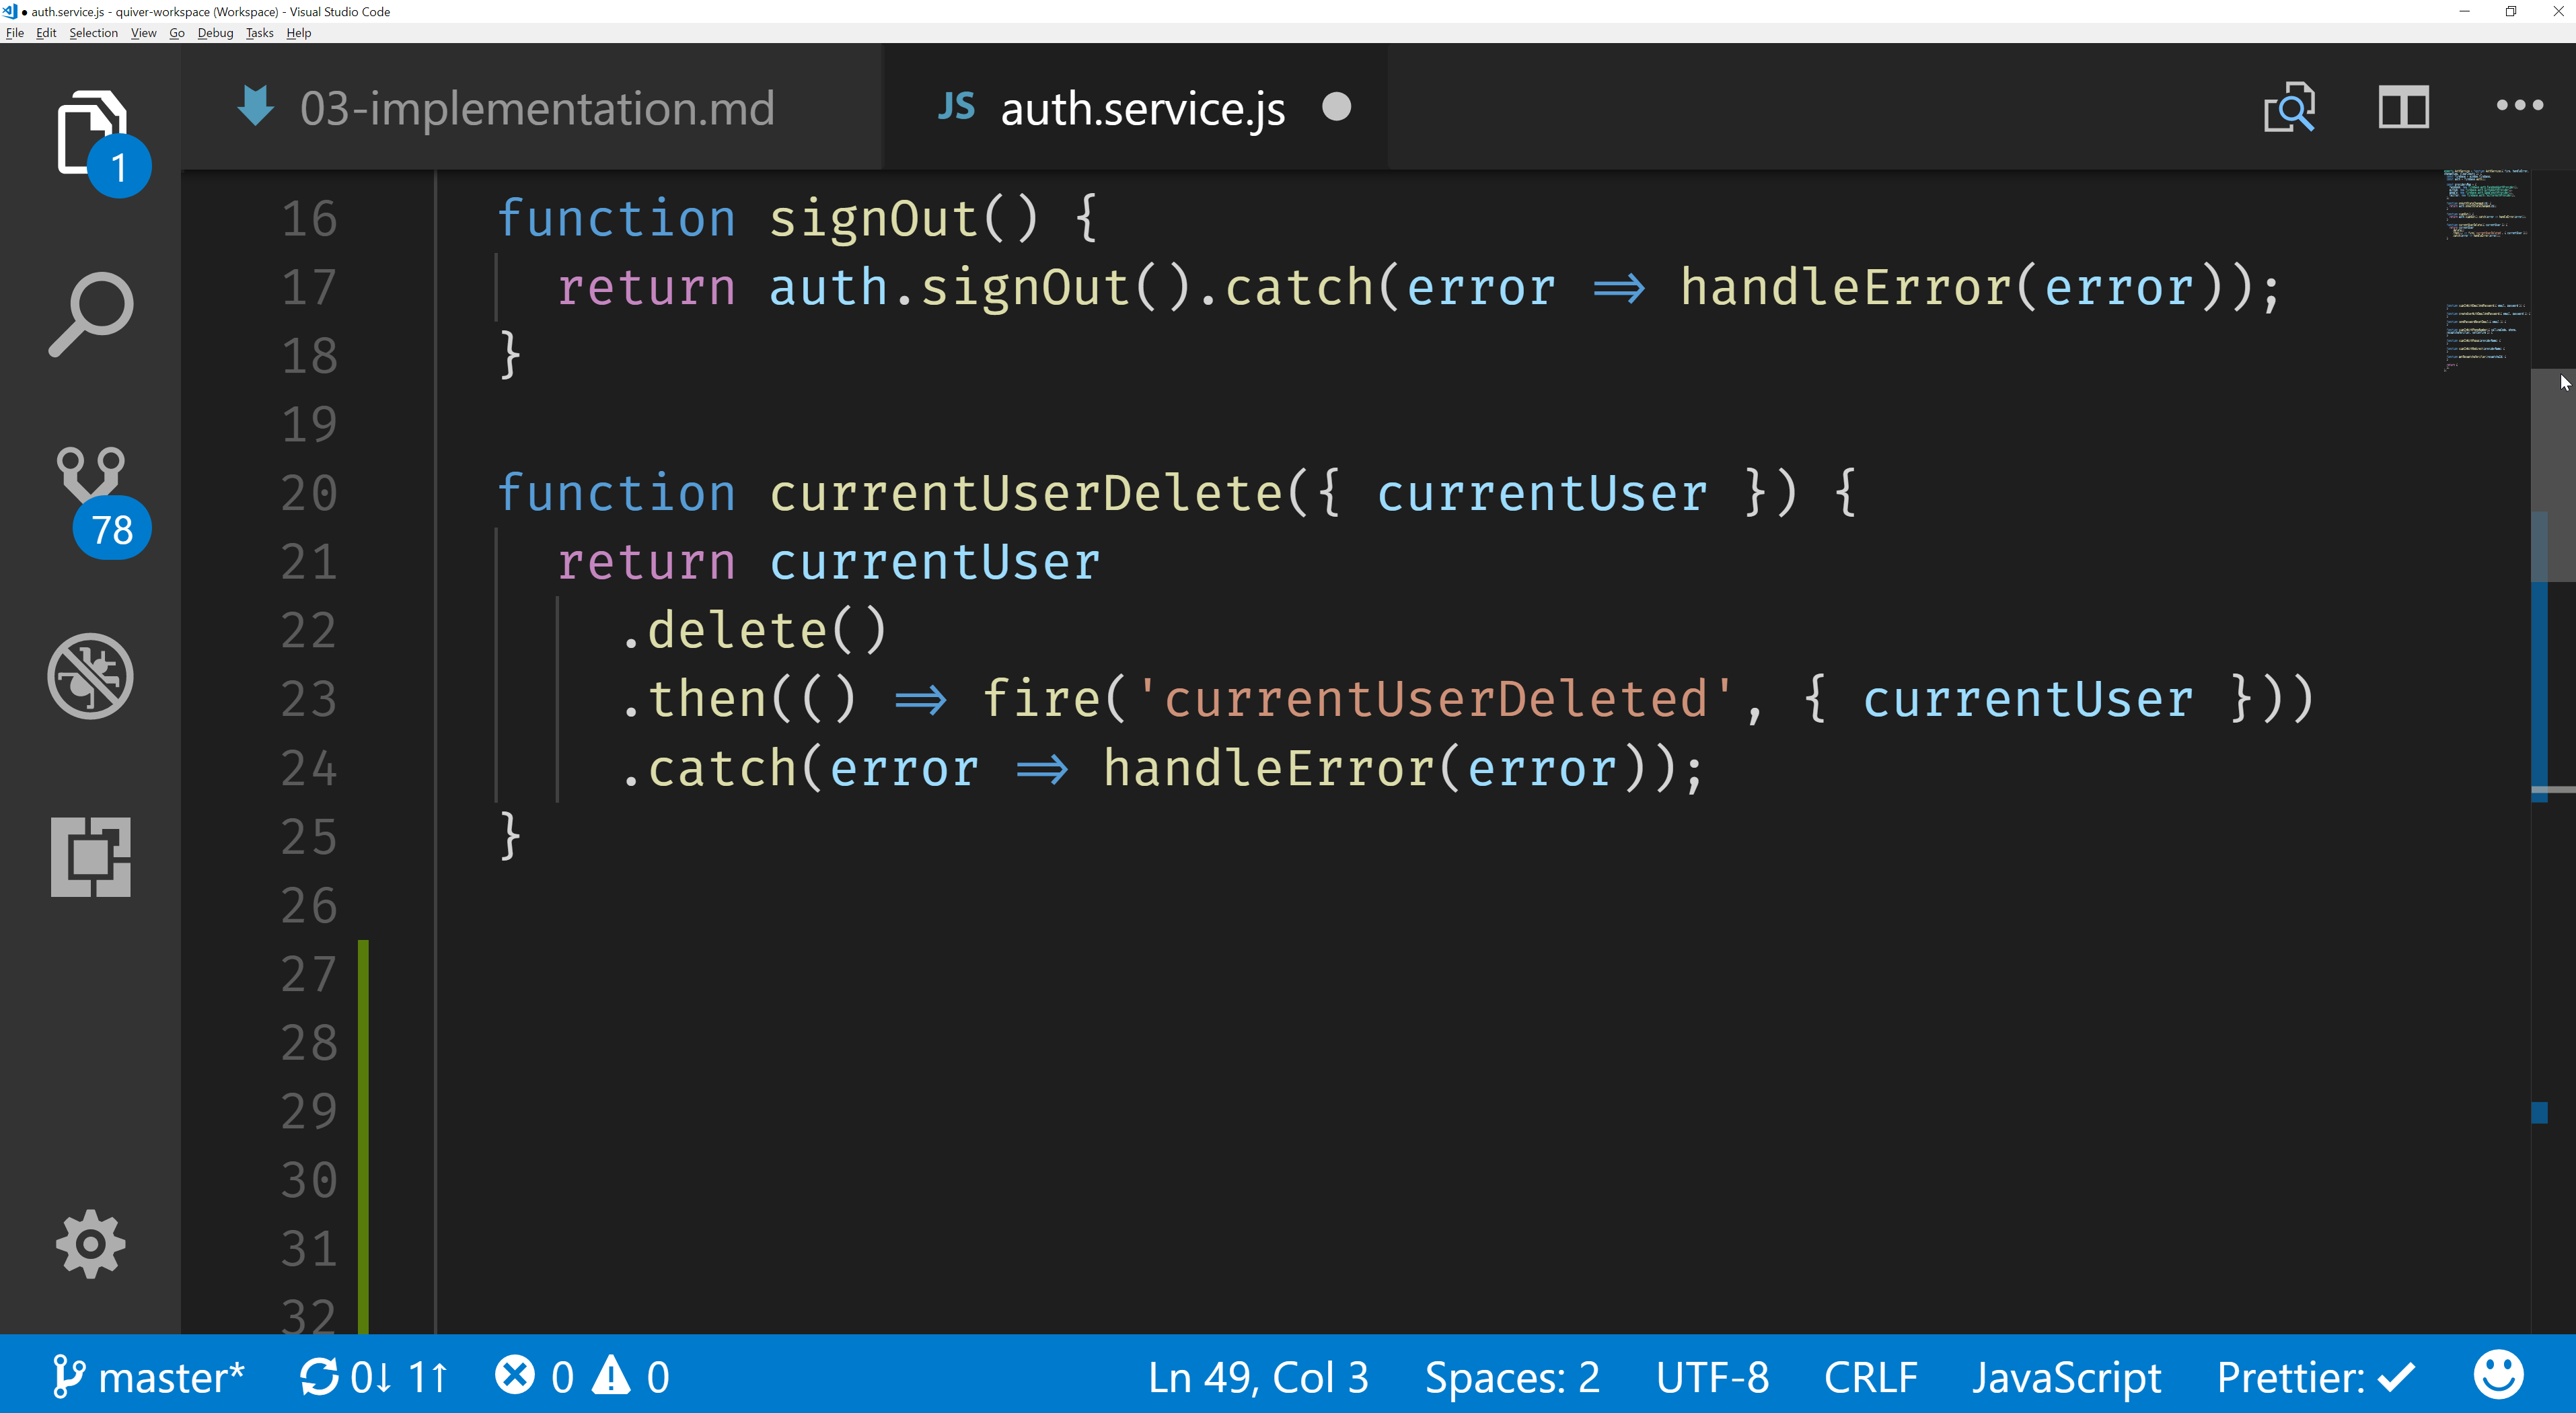 ● auth.service.js - quiver-workspace (Workspace) - Visual Studio Code
File Edit Selection View Go Debug Tasks Help
03-implementation.md
JS auth.service.js ●
1
78
16 function signOut() {
17 return auth.signOut().catch(error ⇒ handleError(error));
18 }
19
20 function currentUserDelete({ currentUser }) {
21 return currentUser
22 .delete()
23 .then(() ⇒ fire('currentUserDeleted', { currentUser }))
24 .catch(error ⇒ handleError(error));
25 }
26
27
28
29
30
31
32
master* 0↓ 1↑ 0 0 Ln 49, Col 3 Spaces: 2 UTF-8 CRLF JavaScript Prettier: ✓